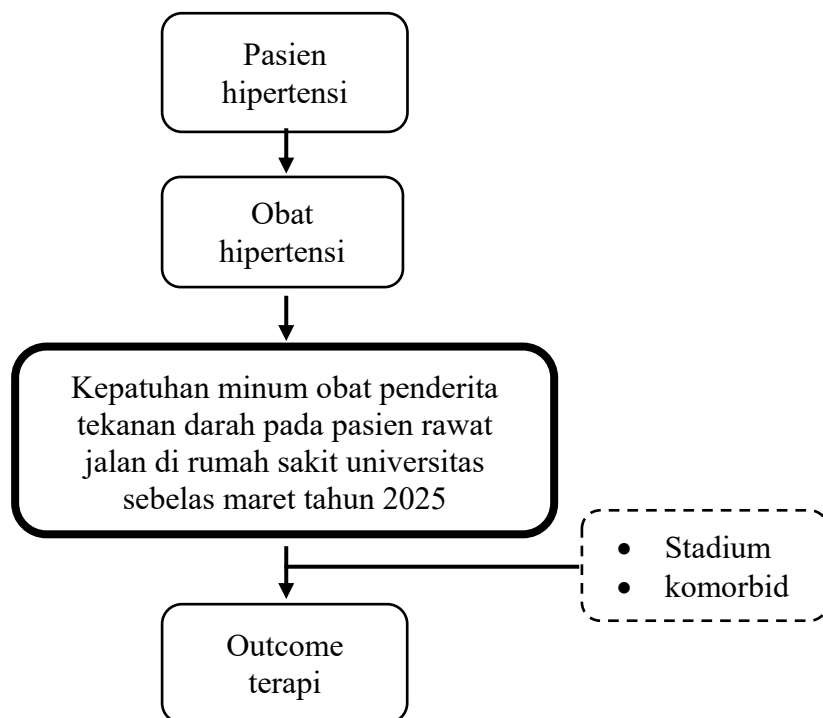 Pasien
hipertensi
Obat
hipertensi
Kepatuhan minum obat penderita
tekanan darah pada pasien rawat
jalan di rumah sakit universitas
sebelas maret tahun 2025
• Stadium
• komorbid
Outcome
terapi